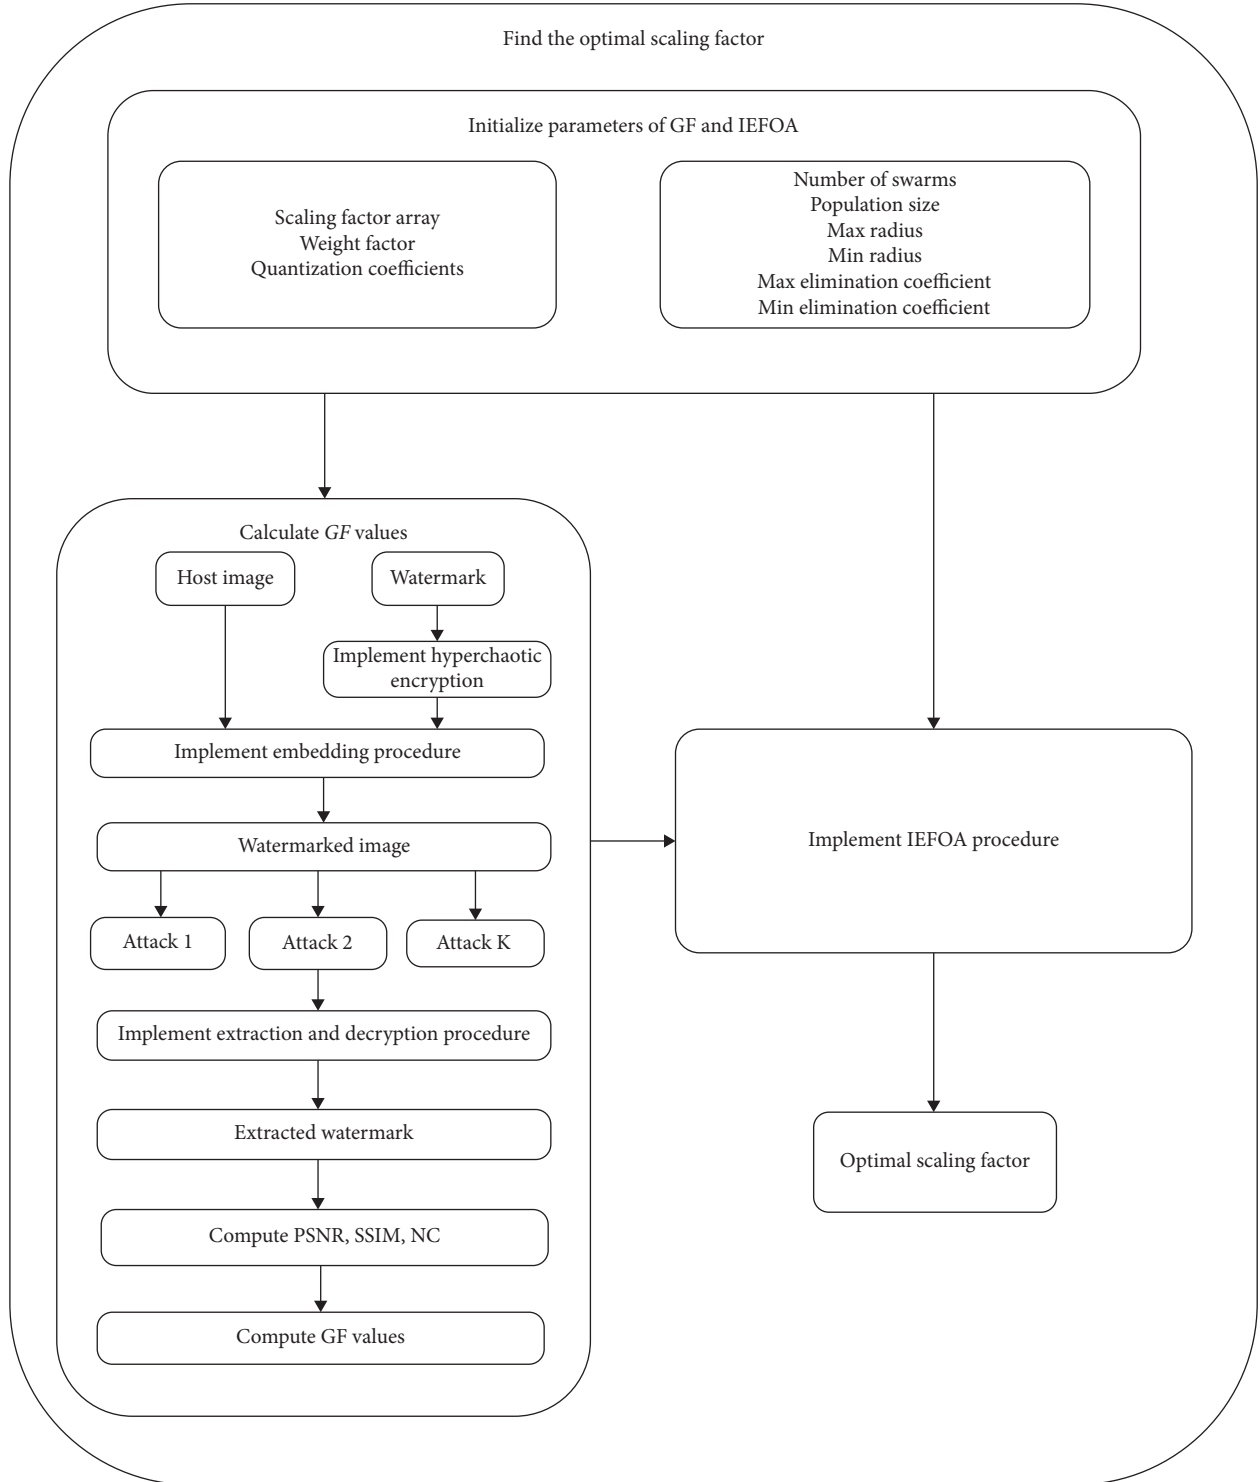 Find the optimal scaling factor
Initialize parameters of GF and IEFOA
Scaling factor array
Weight factor
Quantization coefficients
Number of swarms
Population size
Max radius
Min radius
Max elimination coefficient
Min elimination coefficient
Calculate GF values
Host image
Watermark
Implement hyperchaotic
encryption
Implement embedding procedure
Watermarked image
Attack 1
Attack 2
Attack K
Implement extraction and decryption procedure
Extracted watermark
Compute PSNR, SSIM, NC
Compute GF values
Implement IEFOA procedure
Optimal scaling factor